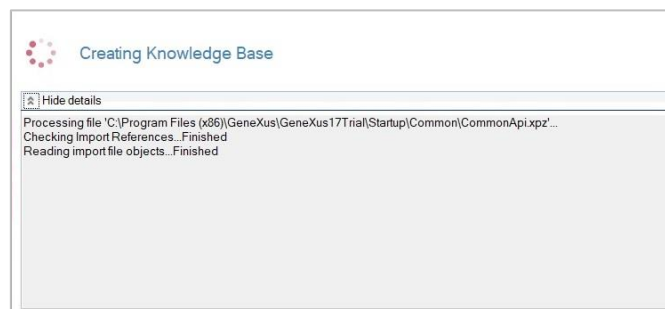 Creating Knowledge Base
Hide details
Processing file 'C:\Program Files (x86)\GeneXus\GeneXus17Trial\Startup\Common\CommonApi.xpz'...
Checking Import References...Finished
Reading import file objects...Finished